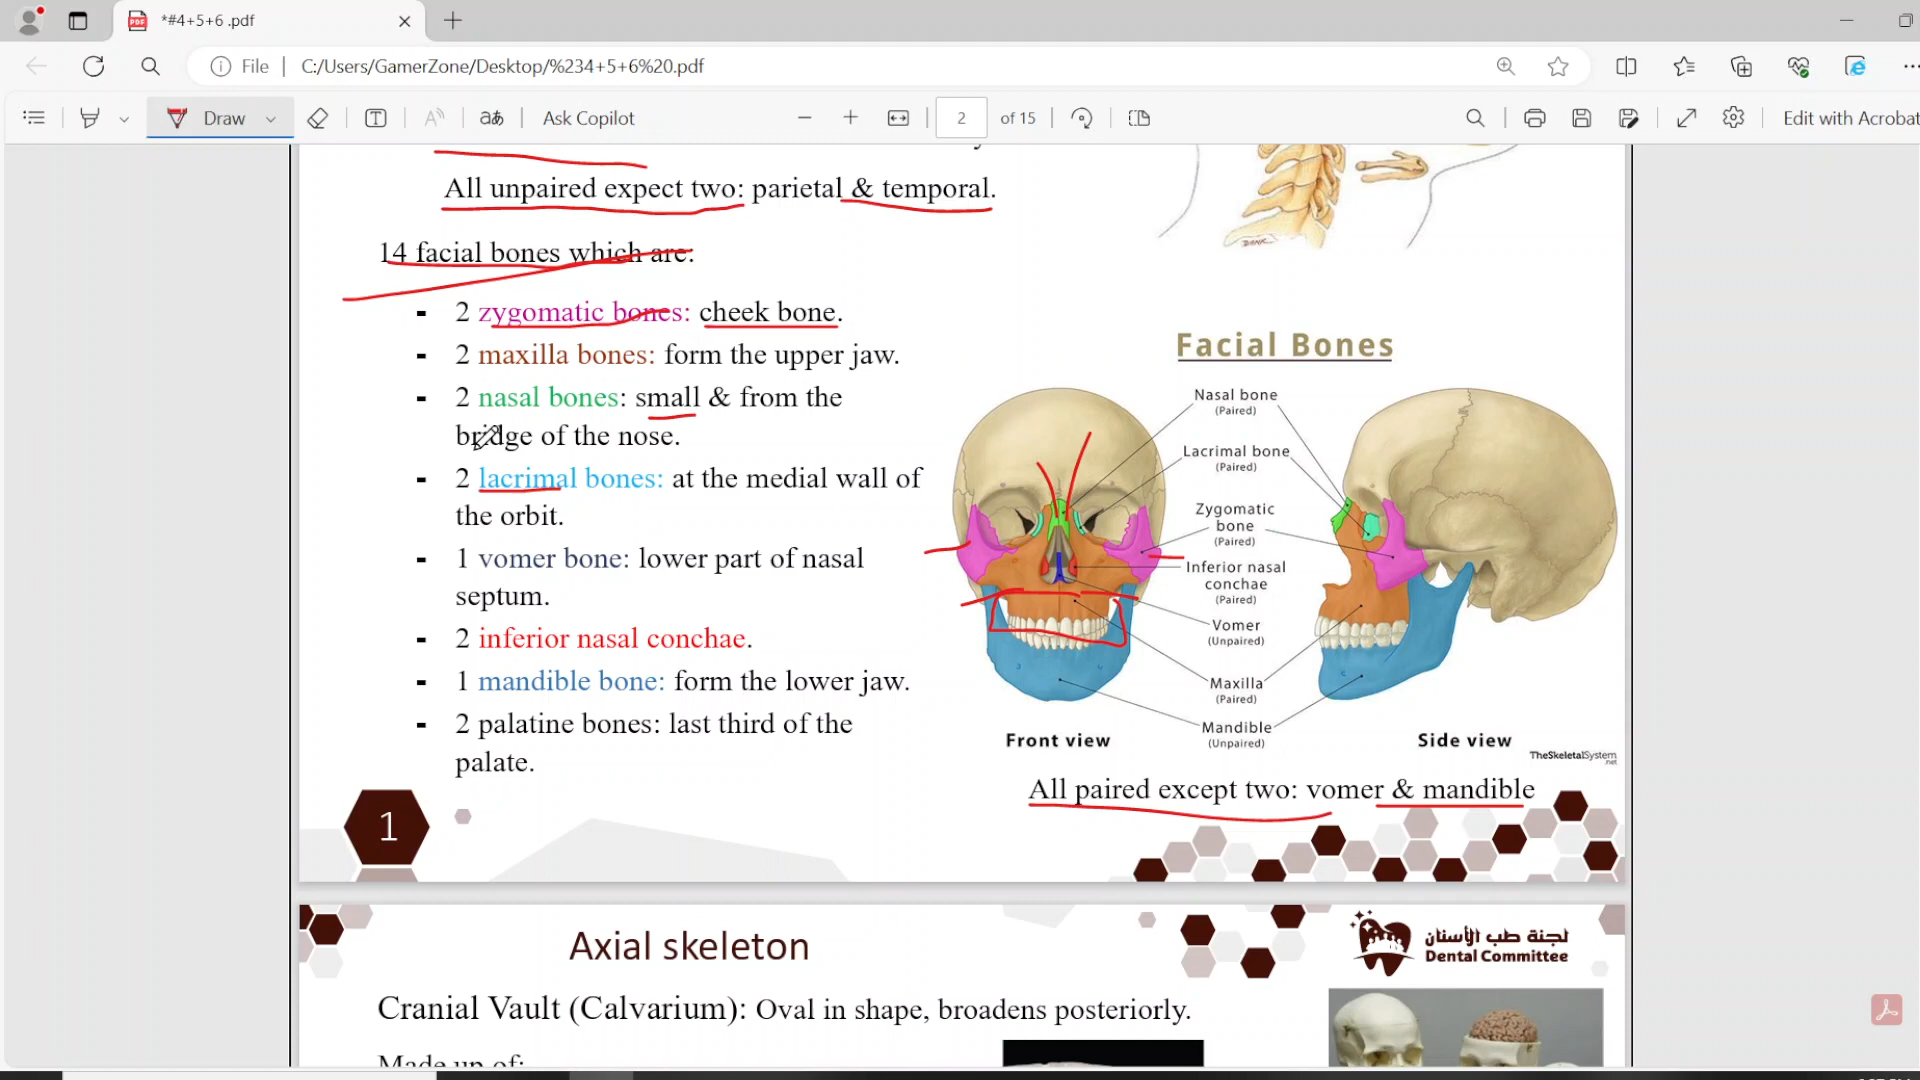 *#4+5+6 .pdf
File
C:/Users/GamerZone/Desktop/%234+5+6%20.pdf
Draw
Ask Copilot
2
of 15
Edit with Acrobat
All unpaired expect two: parietal & temporal.
14 facial bones which are:
- 2 zygomatic bones: cheek bone.
- 2 maxilla bones: form the upper jaw.
- 2 nasal bones: small & from the
bridge of the nose.
- 2 lacrimal bones: at the medial wall of
the orbit.
- 1 vomer bone: lower part of nasal
septum.
- 2 inferior nasal conchae.
- 1 mandible bone: form the lower jaw.
- 2 palatine bones: last third of the
palate.
Facial Bones
Nasal bone
(Paired)
Lacrimal bone
(Paired)
Zygomatic
bone
(Paired)
Inferior nasal
conchae
(Paired)
Vomer
(Unpaired)
Maxilla
(Paired)
Mandible
(Unpaired)
Front view
Side view
TheSkeletalSystem
.net
All paired except two: vomer & mandible
1
Axial skeleton
لجنة طب الأسنان
Dental Committee
Cranial Vault (Calvarium): Oval in shape, broadens posteriorly.
Made up of: